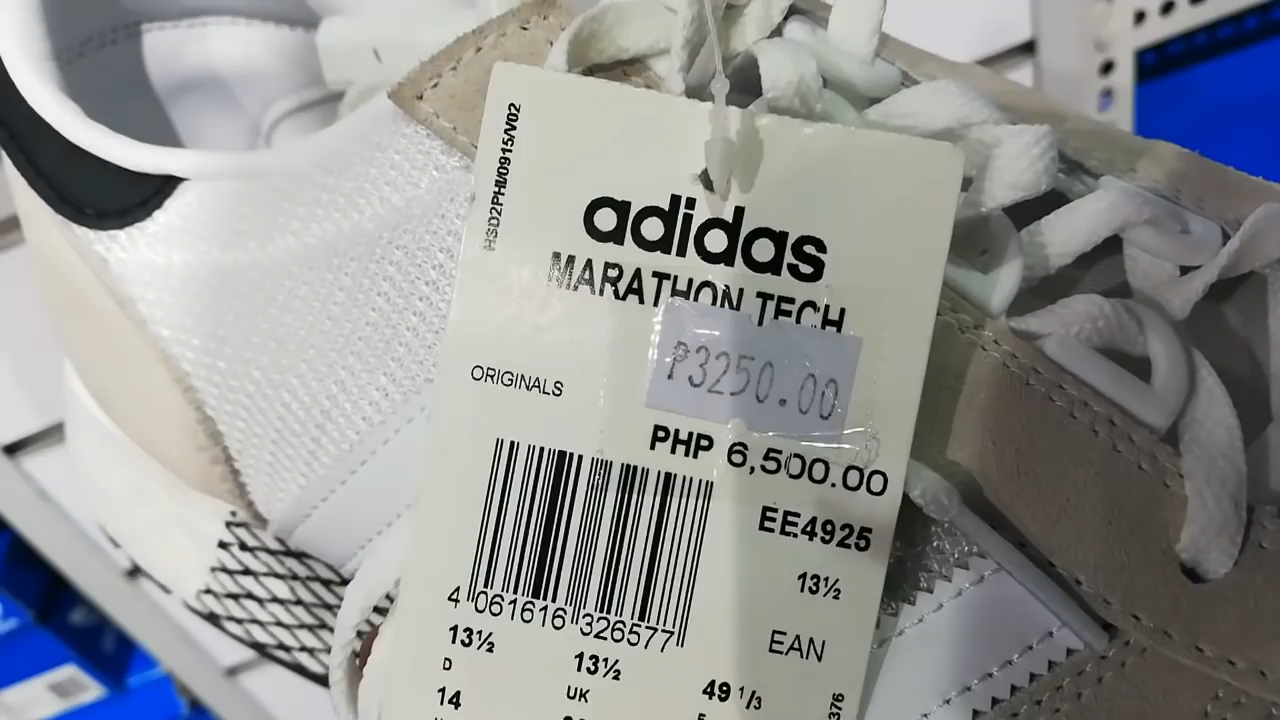 HSD2PHI/0915/V02
adidas
MARATHON TECH
₱3250.00
ORIGINALS
PHP 6,500.00
EE4925
13½
4 061616 326577
EAN
13½
D
13½
UK
49 1/3
14
376